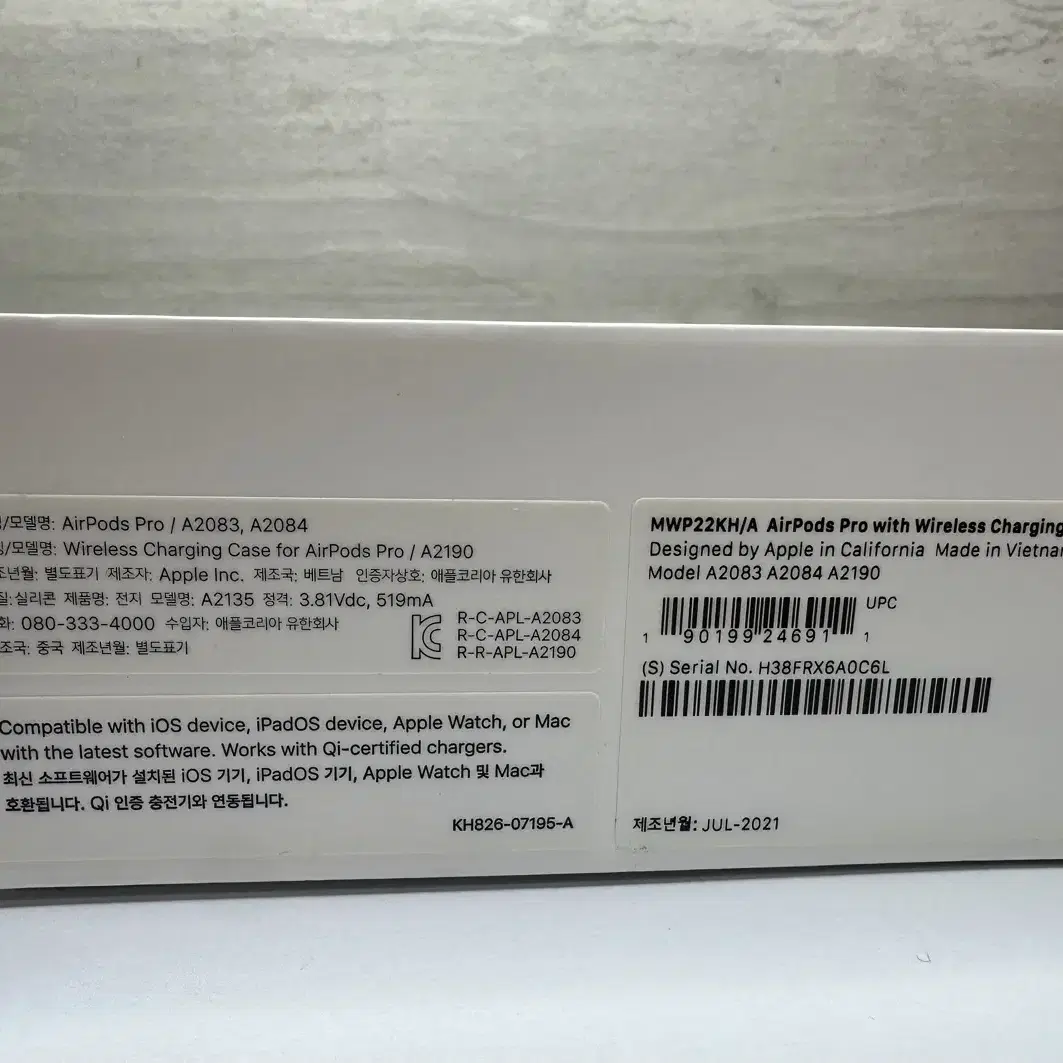 /모델명: AirPods Pro / A2083, A2084
/모델명: Wireless Charging Case for AirPods Pro / A2190
조년월: 별도표기 제조자: Apple Inc. 제조국: 베트남 인증자상호: 애플코리아 유한회사
질: 실리콘 제품명: 전지 모델명: A2135 정격: 3.81Vdc, 519mA
화: 080-333-4000 수입자: 애플코리아 유한회사
조국: 중국 제조년월: 별도표기
R-C-APL-A2083
R-C-APL-A2084
R-R-APL-A2190
Compatible with iOS device, iPadOS device, Apple Watch, or Mac
with the latest software. Works with Qi-certified chargers.
최신 소프트웨어가 설치된 iOS 기기, iPadOS 기기, Apple Watch 및 Mac과
호환됩니다. Qi 인증 충전기와 연동됩니다.
KH826-07195-A
MWP22KH/A AirPods Pro with Wireless Charging
Designed by Apple in California Made in Vietnam
Model A2083 A2084 A2190
UPC
1 90199 24691 1
(S) Serial No. H38FRX6A0C6L
제조년월: JUL-2021